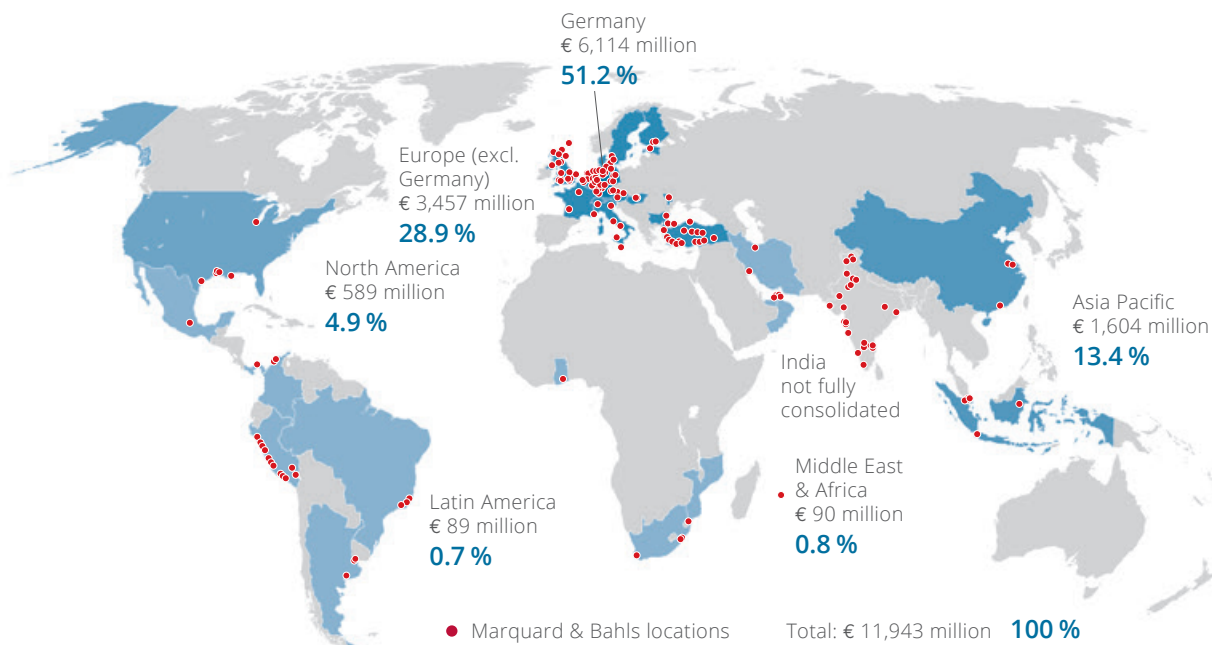 Germany
€ 6,114 million
51.2 %
Europe (excl.
Germany)
€ 3,457 million
28.9 %
North America
€ 589 million
4.9 %
Asia Pacific
€ 1,604 million
13.4 %
India
not fully
consolidated
Middle East
& Africa
€ 90 million
0.8 %
Latin America
€ 89 million
0.7 %
Marquard & Bahls locations
Total: € 11,943 million 100 %